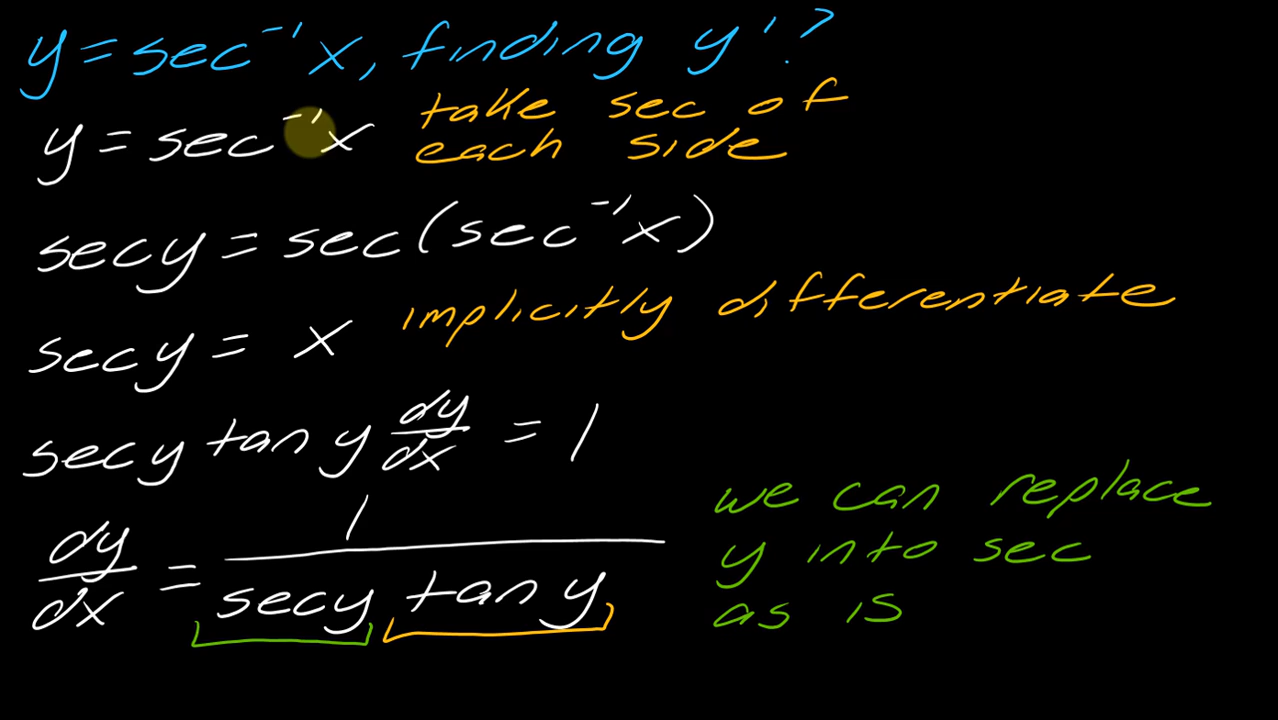 y = sec⁻¹x, finding y'?
y = sec⁻¹x
take sec of
each side
sec y = sec(sec⁻¹x)
sec y = x
implicitly differentiate
sec y tan y dy/dx = 1
dy/dx = 1/(sec y tan y)
we can replace
y into sec
as is